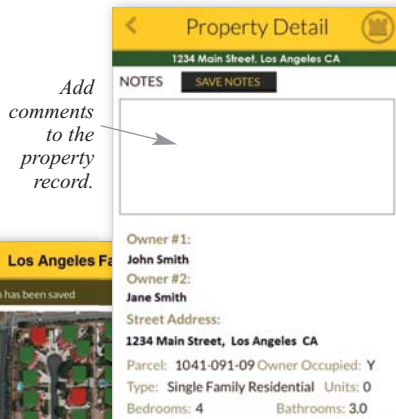 Property Detail
1234 Main Street, Los Angeles CA
NOTES SAVE NOTES
Add
comments
to the
property
record.
Owner #1:
John Smith
Owner #2:
Jane Smith
Street Address:
1234 Main Street, Los Angeles CA
Parcel: 1041-091-09 Owner Occupied: Y
Type: Single Family Residential Units: 0
Bedrooms: 4 Bathrooms: 3.0
Los Angeles Fa
has been saved